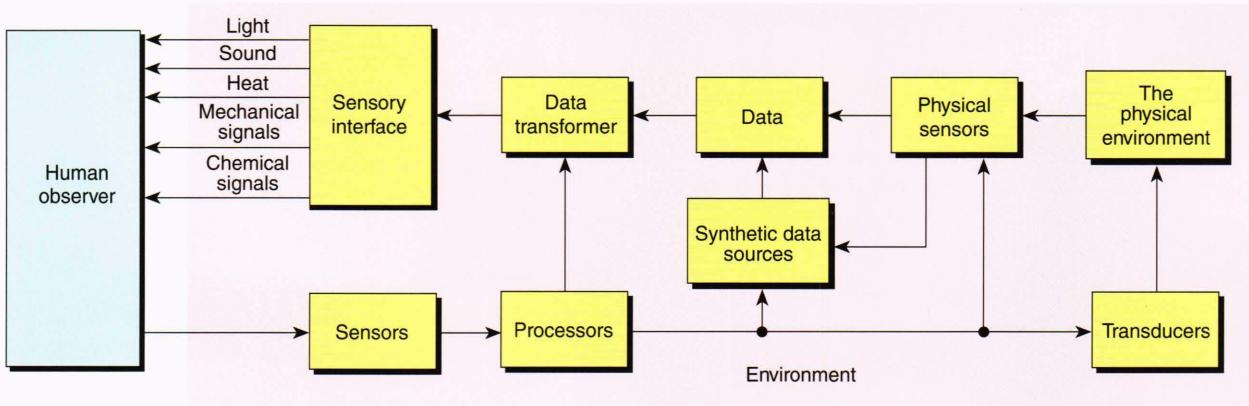 Light
Sound
Heat
Mechanical
signals
Chemical
signals
Human
observer
Sensory
interface
Data
transformer
Data
Physical
sensors
The
physical
environment
Synthetic data
sources
Sensors
Processors
Transducers
Environment